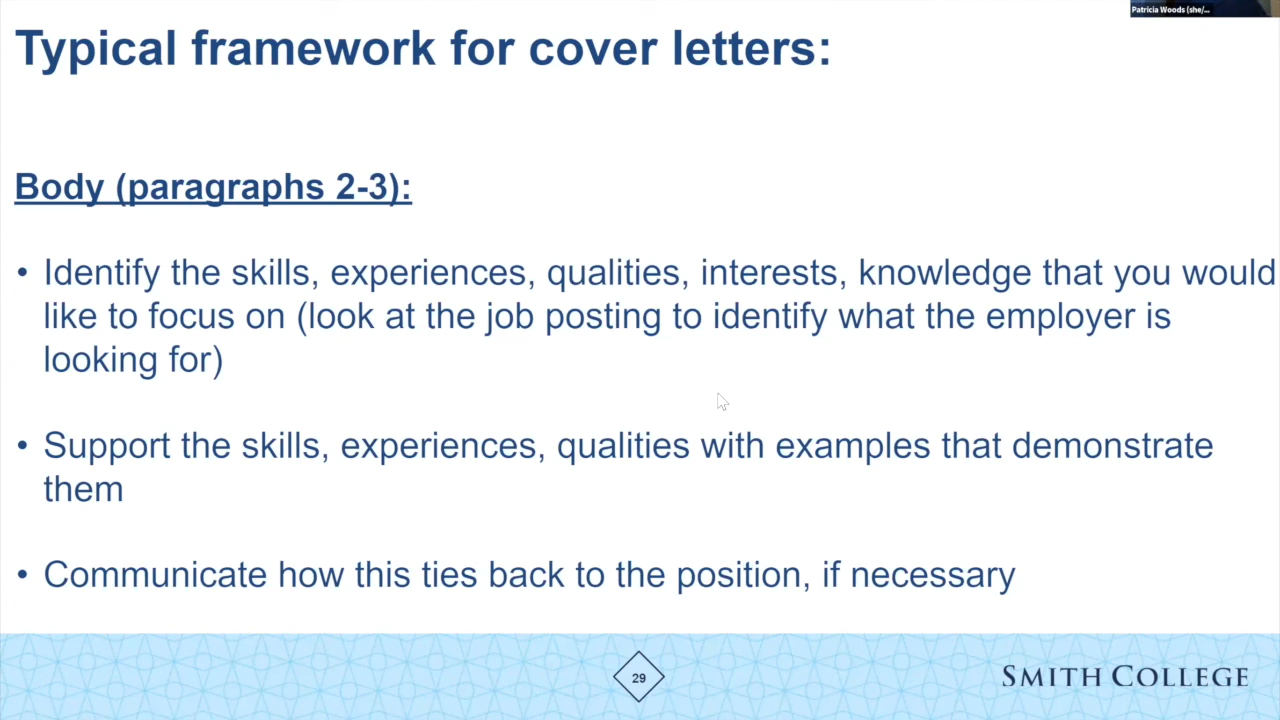 Patricia Woods (she/...
Typical framework for cover letters:
Body (paragraphs 2-3):
• Identify the skills, experiences, qualities, interests, knowledge that you would
like to focus on (look at the job posting to identify what the employer is
looking for)
• Support the skills, experiences, qualities with examples that demonstrate
them
• Communicate how this ties back to the position, if necessary
29
SMITH COLLEGE